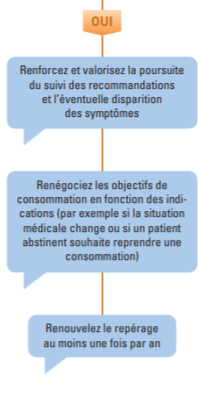 OUI
Renforcez et valorisez la poursuite
du suivi des recommandations
et l'éventuelle disparition
des symptômes
Renégociez les objectifs de
consommation en fonction des indi-
cations (par exemple si la situation
médicale change ou si un patient
abstinent souhaite reprendre une
consommation)
Renouvelez le repérage
au moins une fois par an